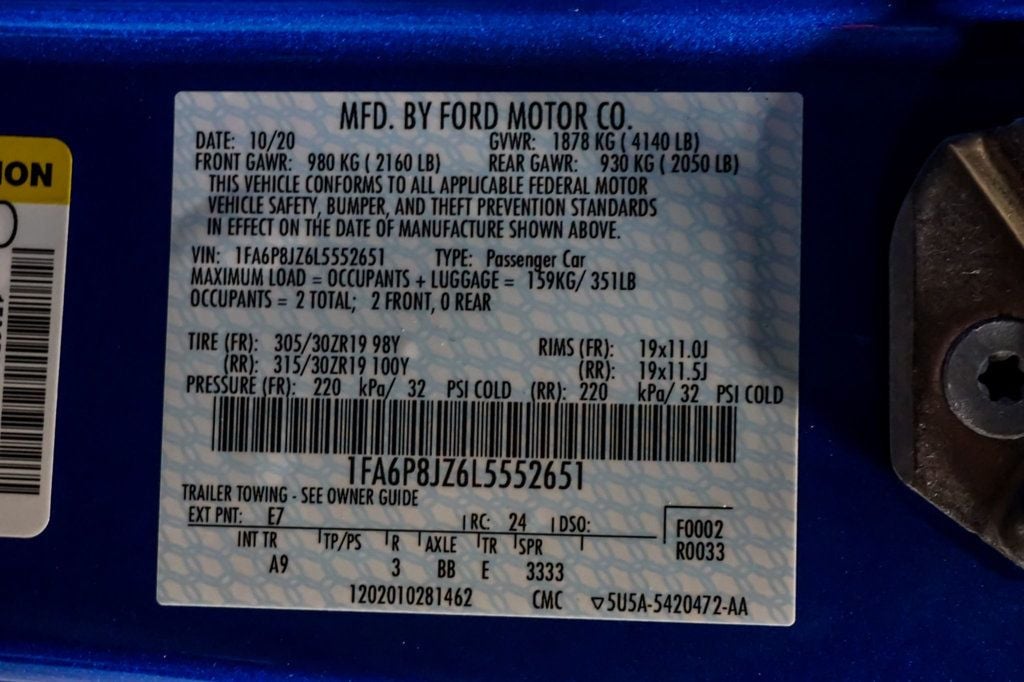 MFD. BY FORD MOTOR CO.
DATE: 10/20 GVWR: 1878 KG ( 4140 LB)
FRONT GAWR: 980 KG ( 2160 LB) REAR GAWR: 930 KG ( 2050 LB)
THIS VEHICLE CONFORMS TO ALL APPLICABLE FEDERAL MOTOR
VEHICLE SAFETY, BUMPER, AND THEFT PREVENTION STANDARDS
IN EFFECT ON THE DATE OF MANUFACTURE SHOWN ABOVE.
VIN: 1FA6P8JZ6L5552651 TYPE: Passenger Car
MAXIMUM LOAD = OCCUPANTS + LUGGAGE = 159KG/ 351LB
OCCUPANTS = 2 TOTAL; 2 FRONT, 0 REAR
TIRE (FR): 305/30ZR19 98Y RIMS (FR): 19x11.0J
(RR): 315/30ZR19 100Y (RR): 19x11.5J
PRESSURE (FR): 220 kPa/ 32 PSI COLD (RR): 220 kPa/ 32 PSI COLD
1FA6P8JZ6L5552651
TRAILER TOWING - SEE OWNER GUIDE
EXT PNT: E7 RC: 24 DSO: F0002
INT TR TP/PS R AXLE TR SPR R0033
A9 3 BB E 3333
1202010281462 CMC ▽5U5A-5420472-AA
ION